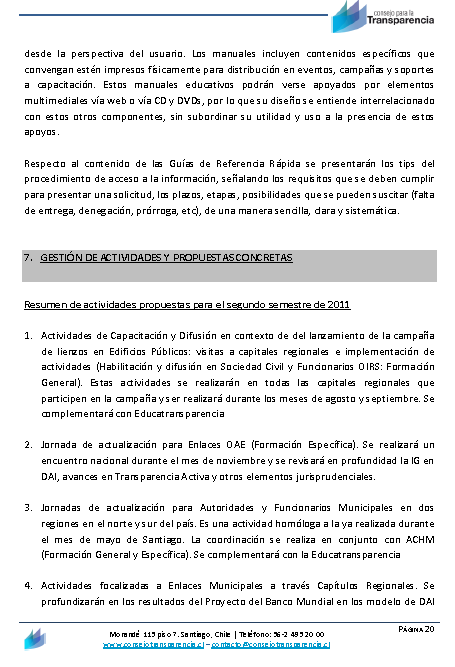 consejo para la
Transparencia
desde la perspectiva del usuario. Los manuales incluyen contenidos específicos que
convengan estén impresos físicamente para distribución en eventos, campañas y soportes
a capacitación. Estos manuales educativos podrán verse apoyados por elementos
multimediales vía web o vía CD y DVDs, por lo que su diseño se entiende interrelacionado
con estos otros componentes, sin subordinar su utilidad y uso a la presencia de estos
apoyos.
Respecto al contenido de las Guías de Referencia Rápida se presentarán los tips del
procedimiento de acceso a la información, señalando los requisitos que se deben cumplir
para presentar una solicitud, los plazos, etapas, posibilidades que se pueden suscitar (falta
de entrega, denegación, prórroga, etc), de una manera sencilla, clara y sistemática.
7. GESTIÓN DE ACTIVIDADES Y PROPUESTAS CONCRETAS
Resumen de actividades propuestas para el segundo semestre de 2011
1. Actividades de Capacitación y Difusión en contexto de del lanzamiento de la campaña
de lienzos en Edificios Públicos: visitas a capitales regionales e implementación de
actividades (Habilitación y difusión en Sociedad Civil y Funcionarios OIRS: Formación
General). Estas actividades se realizarán en todas las capitales regionales que
participen en la campaña y ser realizará durante los meses de agosto y septiembre. Se
complementará con Educatransparencia
2. Jornada de actualización para Enlaces OAE (Formación Específica). Se realizará un
encuentro nacional durante el mes de noviembre y se revisará en profundidad la IG en
DAI, avances en Transparencia Activa y otros elementos jurisprudenciales.
3. Jornadas de actualización para Autoridades y Funcionarios Municipales en dos
regiones en el norte y sur del país. Es una actividad homóloga a la ya realizada durante
el mes de mayo de Santiago. La coordinación se realiza en conjunto con ACHM
(Formación General y Específica). Se complementará con la Educatransparencia
4. Actividades focalizadas a Enlaces Municipales a través Capítulos Regionales. Se
profundizarán en los resultados del Proyecto del Banco Mundial en los modelo de DAI
PÁGINA 20
Morandé 115 piso 7. Santiago, Chile | Teléfono: 56-2 495 20 00
www.consejotransparencia.cl – contacto@consejotransparencia.cl